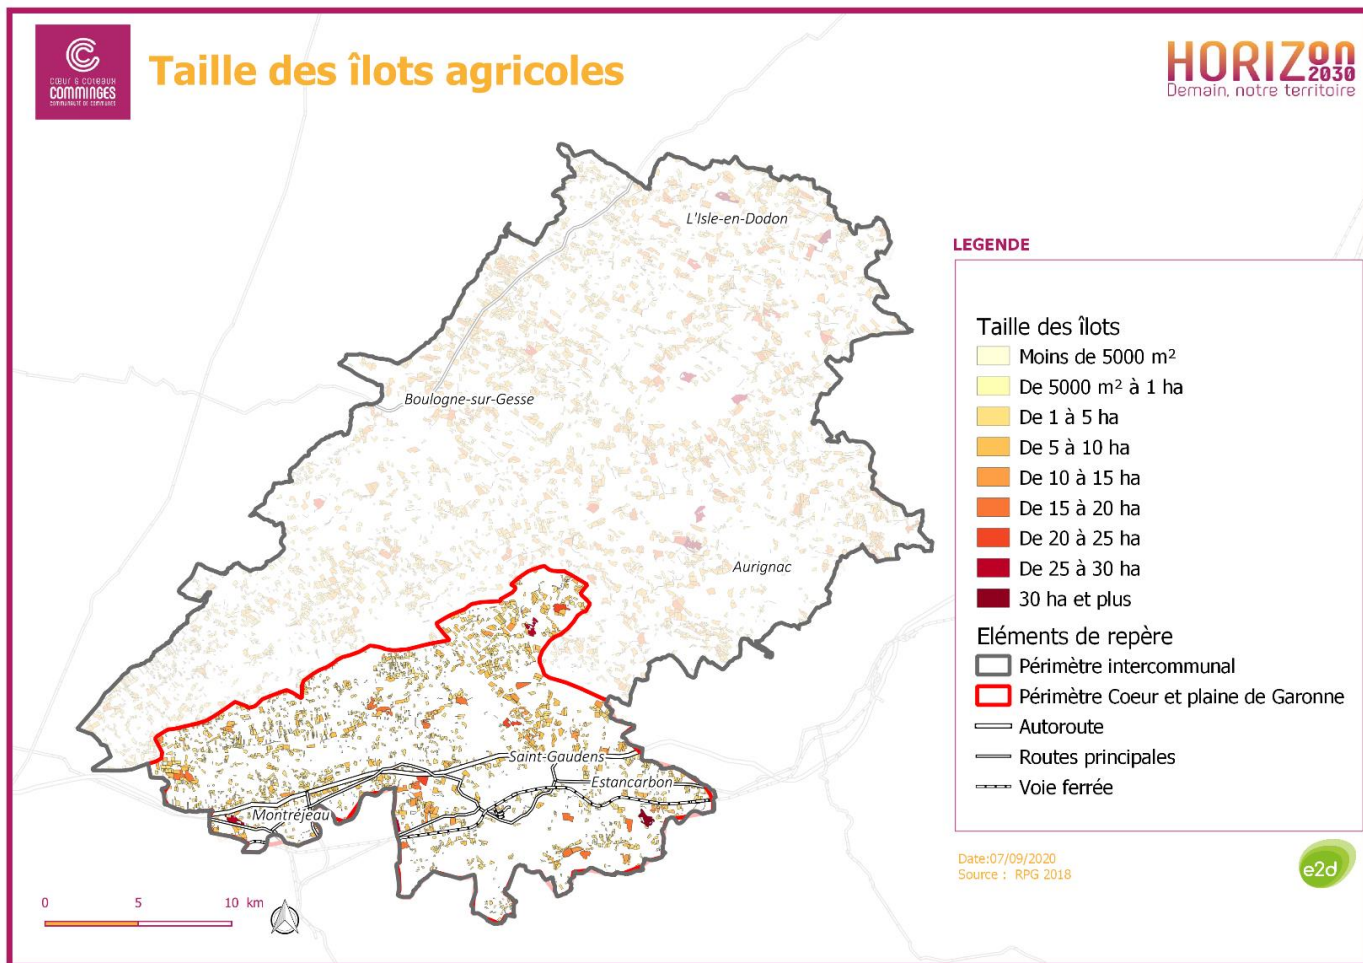 CŒUR & COTEAUX
COMMINGES
COMMUNAUTÉ DE COMMUNES
Taille des îlots agricoles
HORIZON
2030
Demain, notre territoire
L'Isle-en-Dodon
Boulogne-sur-Gesse
Aurignac
Saint-Gaudens
Estancarbon
Montréjeau
LEGENDE
Taille des îlots
Moins de 5000 m²
De 5000 m² à 1 ha
De 1 à 5 ha
De 5 à 10 ha
De 10 à 15 ha
De 15 à 20 ha
De 20 à 25 ha
De 25 à 30 ha
30 ha et plus
Eléments de repère
Périmètre intercommunal
Périmètre Coeur et plaine de Garonne
Autoroute
Routes principales
Voie ferrée
Date:07/09/2020
Source : RPG 2018
e2d
0 5 10 km